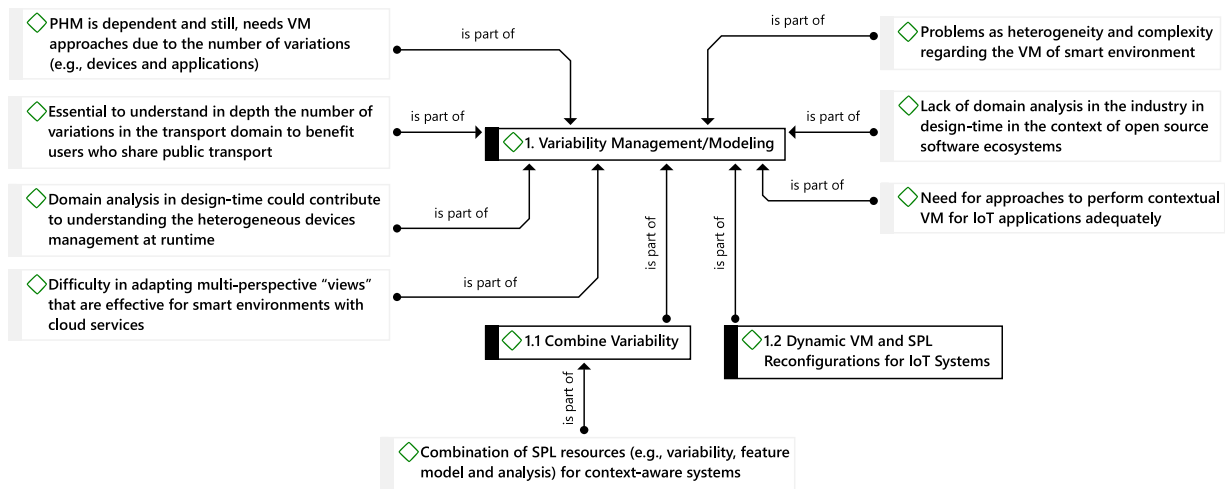 PHM is dependent and still, needs VM
approaches due to the number of variations
(e.g., devices and applications)
is part of
is part of
Problems as heterogeneity and complexity
regarding the VM of smart environment
Essential to understand in depth the number of
variations in the transport domain to benefit
users who share public transport
is part of
1. Variability Management/Modeling
is part of
Lack of domain analysis in the industry in
design-time in the context of open source
software ecosystems
Domain analysis in design-time could contribute
to understanding the heterogeneous devices
management at runtime
is part of
is part of
Need for approaches to perform contextual
VM for IoT applications adequately
Difficulty in adapting multi-perspective “views”
that are effective for smart environments with
cloud services
is part of
is part of
is part of
1.1 Combine Variability
1.2 Dynamic VM and SPL
Reconfigurations for IoT Systems
is part of
Combination of SPL resources (e.g., variability, feature
model and analysis) for context-aware systems